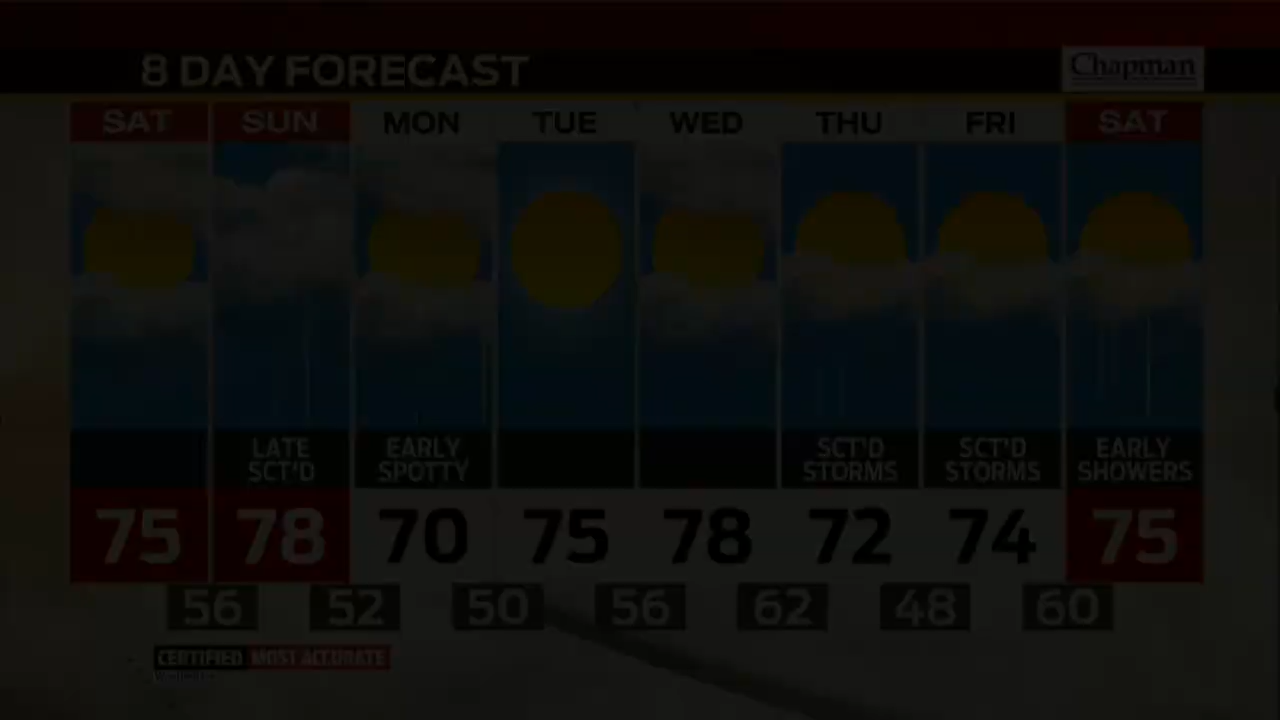 8 DAY FORECAST
Chapman
SAT SUN MON TUE WED THU FRI SAT
LATE SCT'D
EARLY SPOTTY
SCT'D STORMS
SCT'D STORMS
EARLY SHOWERS
75 78 70 75 78 72 74 75
56 52 50 56 62 48 60
CERTIFIED MOST ACCURATE